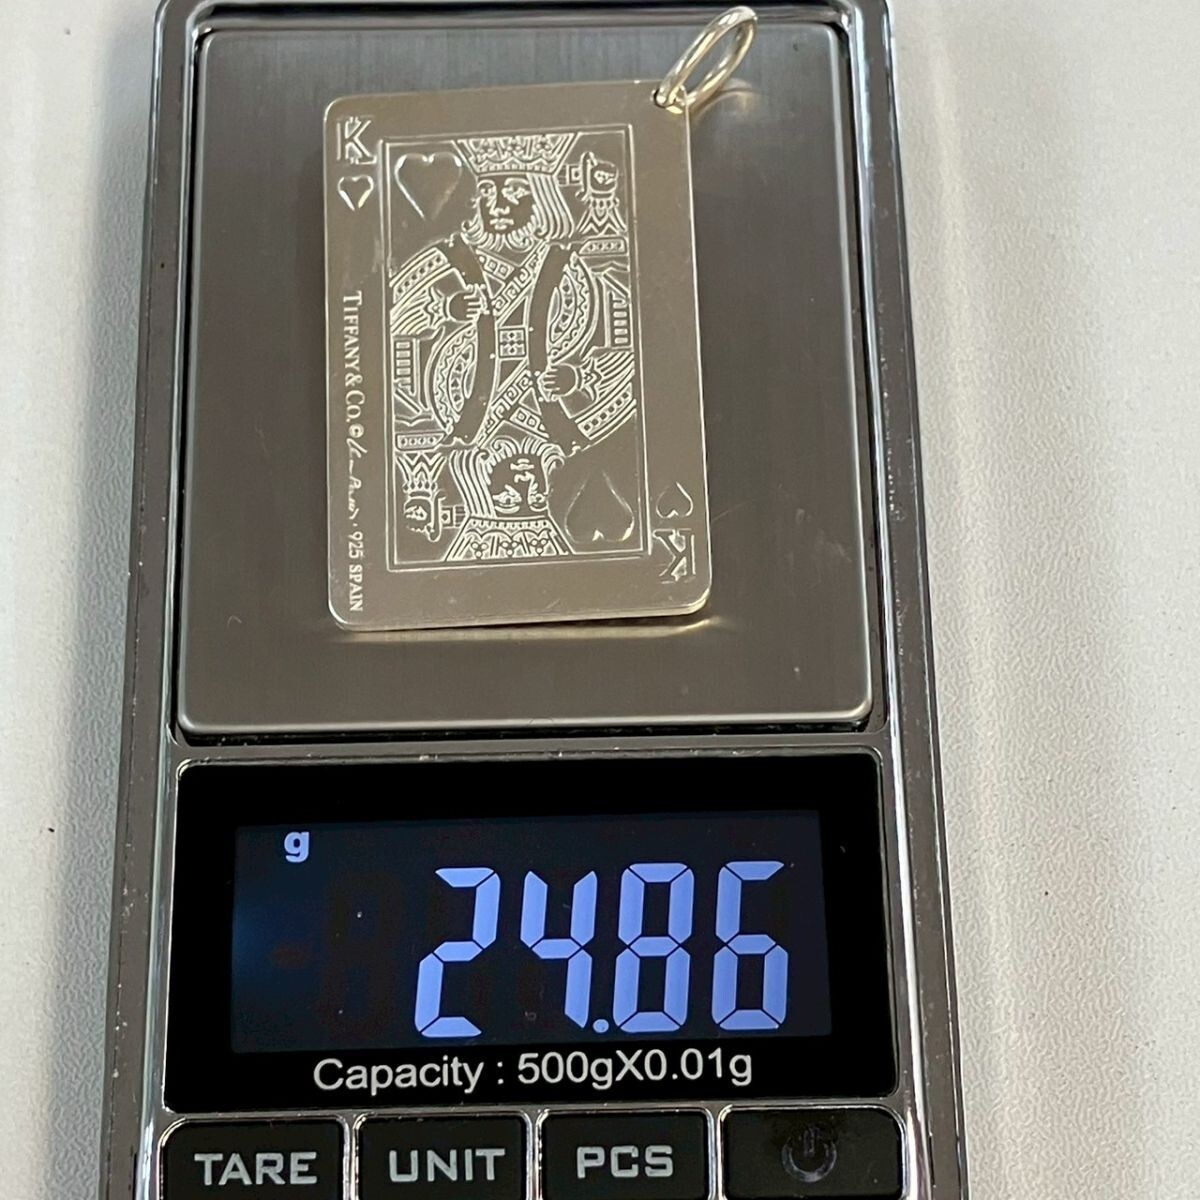 K
TIFFANY & CO. © 925 SPAIN
K
g
24.86
Capacity : 500gX0.01g
TARE UNIT PCS